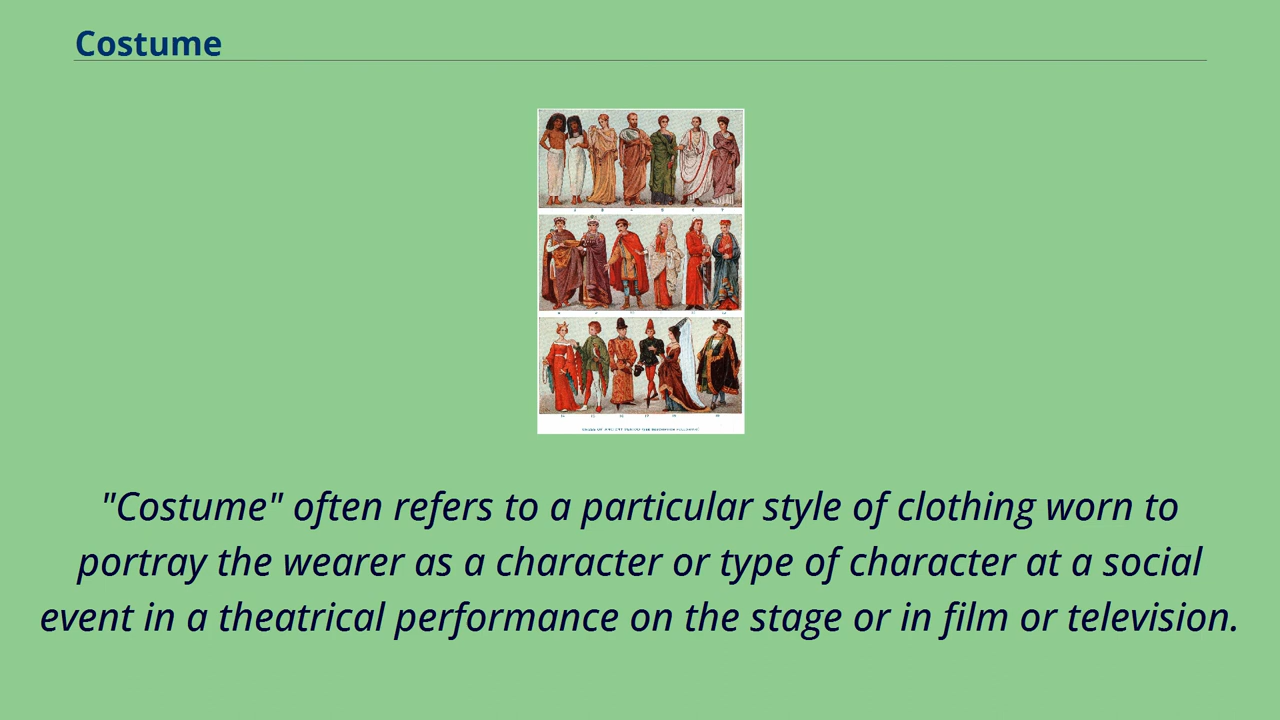 Costume
"Costume" often refers to a particular style of clothing worn to
portray the wearer as a character or type of character at a social
event in a theatrical performance on the stage or in film or television.